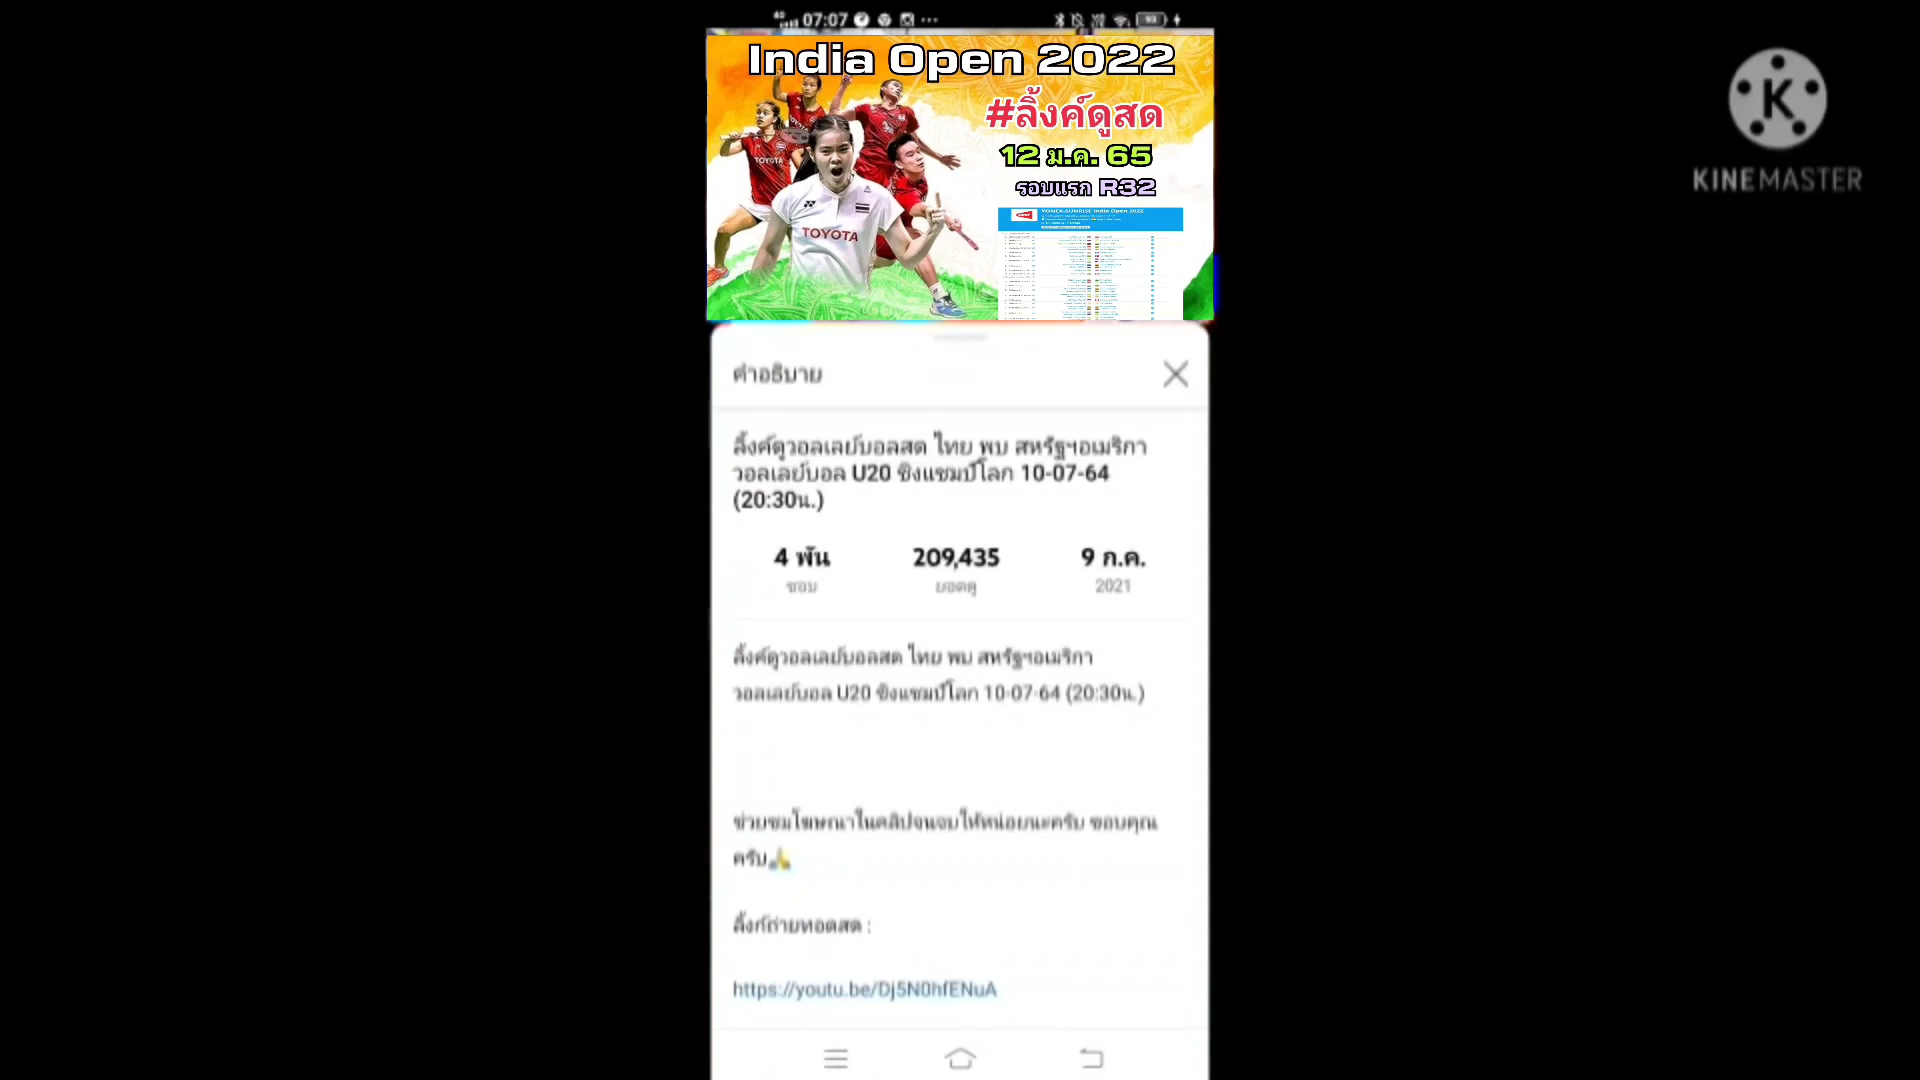 07:07
93
India Open 2022
#ลิ้งค์ดูสด
12 ม.ค. 65
รอบแรก R32
YONEX-SUNRISE India Open 2022
TOYOTA
TOYOTA
KINEMASTER
คำอธิบาย
ลิ้งค์ดูวอลเลย์บอลสด ไทย พบ สหรัฐฯอเมริกา
วอลเลย์บอล U20 ชิงแชมป์โลก 10-07-64
(20:30น.)
4 พัน 209,435 9 ก.ค.
ชอบ ยอดดู 2021
ลิ้งค์ดูวอลเลย์บอลสด ไทย พบ สหรัฐฯอเมริกา
วอลเลย์บอล U20 ชิงแชมป์โลก 10-07-64 (20:30น.)
ช่วยชมโฆษณาในคลิปจนจบให้หน่อยนะครับ ขอบคุณ
ครับ🙏
ลิ้งก์ถ่ายทอดสด :
https://youtu.be/Dj5N0hfENuA